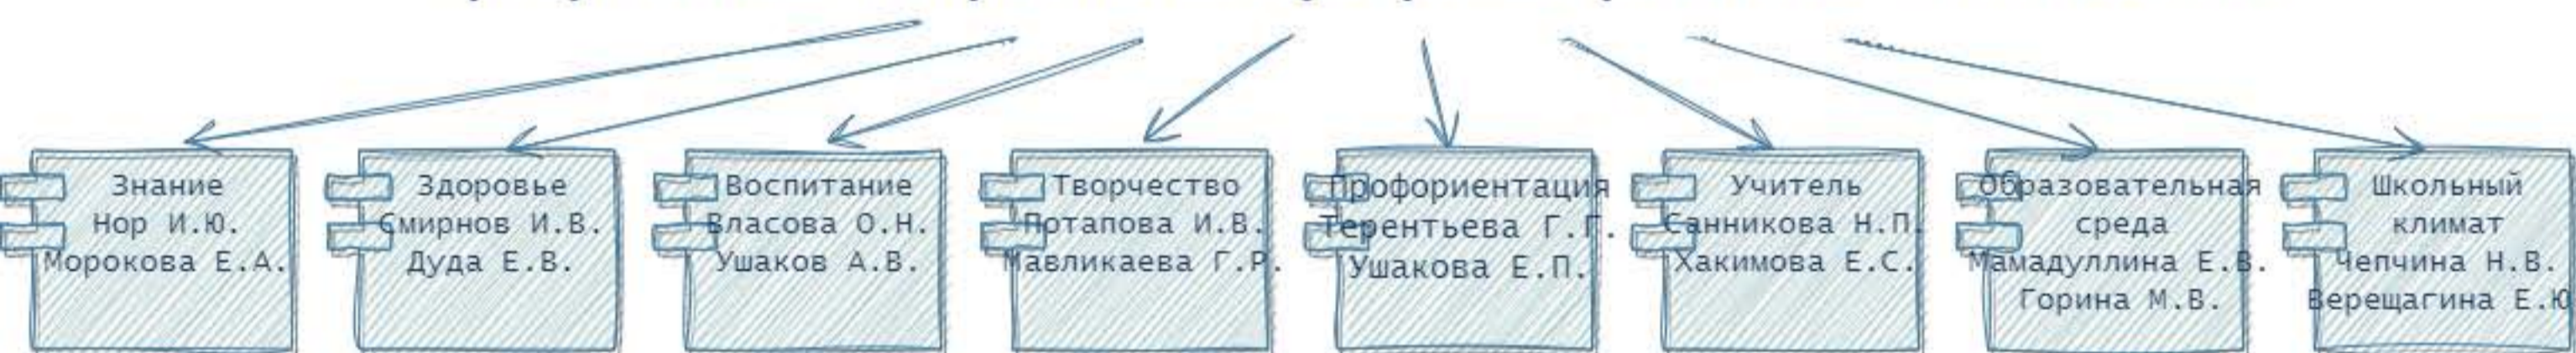 Знание
Нор И.Ю.
Морокова Е.А.
Здоровье
Смирнов И.В.
Дуда Е.В.
Воспитание
Власова О.Н.
Ушаков А.В.
Творчество
Потапова И.В.
Мавликаева Г.Р.
Профориентация
Терентьева Г.Г.
Ушакова Е.П.
Учитель
Санникова Н.П.
Хакимова Е.С.
Образовательная
среда
Мамадуллина Е.В.
Горина М.В.
Школьный
климат
Чепчина Н.В.
Верещагина Е.Ю